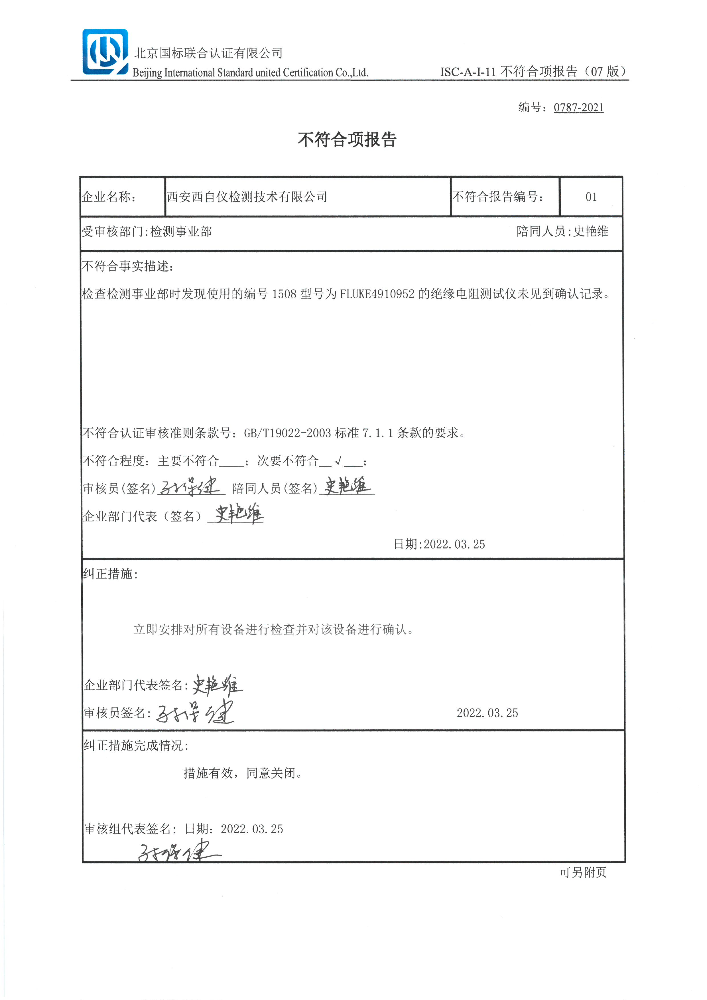 北京国标联合认证有限公司
Beijing International Standard united Certification Co.,Ltd.
ISC-A-I-11 不符合项报告（07 版）
编号：0787-2021
不符合项报告
企业名称：
西安西自仪检测技术有限公司
不符合报告编号：
01
受审核部门:检测事业部
陪同人员:史艳维
不符合事实描述：
检查检测事业部时发现使用的编号 1508 型号为 FLUKE4910952 的绝缘电阻测试仪未见到确认记录。
不符合认证审核准则条款号：GB/T19022-2003 标准 7.1.1 条款的要求。
不符合程度：主要不符合____；次要不符合__√___；
审核员(签名) 孙保健 陪同人员(签名) 史艳维
企业部门代表（签名） 史艳维
日期:2022.03.25
纠正措施:
立即安排对所有设备进行检查并对该设备进行确认。
企业部门代表签名: 史艳维
审核员签名: 孙保健
2022.03.25
纠正措施完成情况:
措施有效，同意关闭。
审核组代表签名: 日期：2022.03.25
孙保健
可另附页